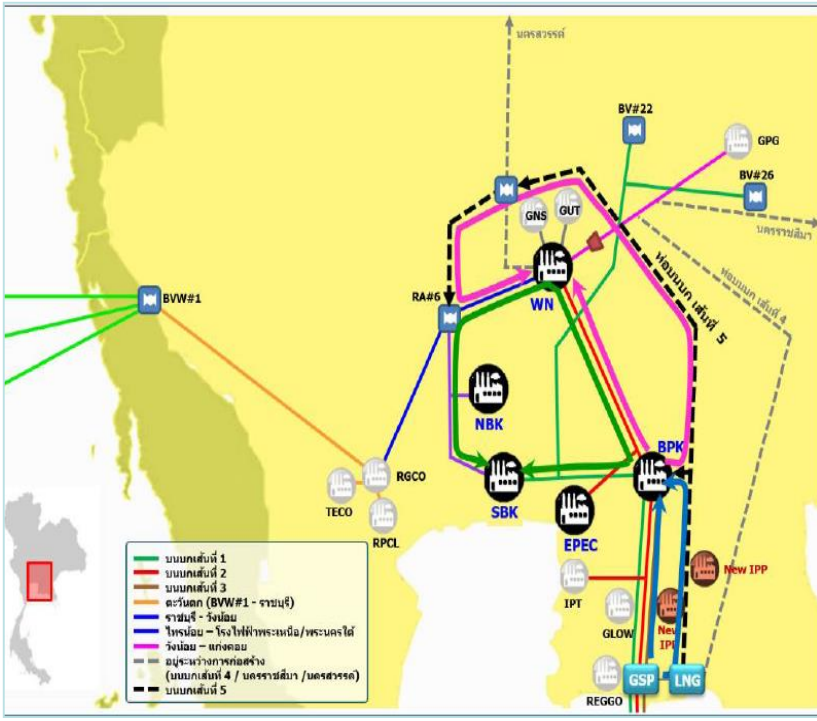 นครสวรรค์
BV#22
GPG
BV#26
GNS
GUT
นครราชสีมา
ท่อบนบก เส้นที่ 4
ท่อบนบก เส้นที่ 5
BVW#1
RA#6
WN
NBK
BPK
RGCO
TECO
SBK
RPCL
EPEC
New IPP
IPT
GLOW
New
IPP
REGGO
GSP
LNG
บนบกเส้นที่ 1
บนบกเส้นที่ 2
บนบกเส้นที่ 3
ตะวันตก (BVW#1 - ราชบุรี)
ราชบุรี - วังน้อย
ไทรน้อย – โรงไฟฟ้าพระเหนือ/พระนครใต้
วังน้อย – แก่งคอย
อยู่ระหว่างการก่อสร้าง
(บนบกเส้นที่ 4 / นครราชสีมา /นครสวรรค์)
บนบกเส้นที่ 5